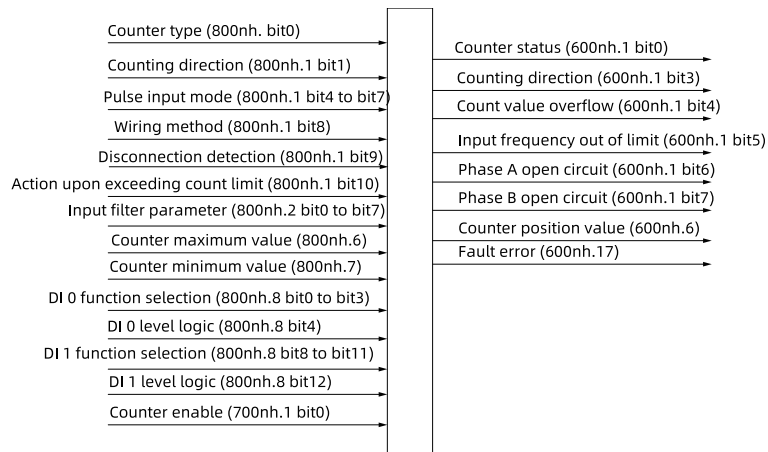 Counter type (800nh. bit0)
Counting direction (800nh.1 bit1)
Pulse input mode (800nh.1 bit4 to bit7)
Wiring method (800nh.1 bit8)
Disconnection detection (800nh.1 bit9)
Action upon exceeding count limit (800nh.1 bit10)
Input filter parameter (800nh.2 bit0 to bit7)
Counter maximum value (800nh.6)
Counter minimum value (800nh.7)
DI 0 function selection (800nh.8 bit0 to bit3)
DI 0 level logic (800nh.8 bit4)
DI 1 function selection (800nh.8 bit8 to bit11)
DI 1 level logic (800nh.8 bit12)
Counter enable (700nh.1 bit0)
Counter status (600nh.1 bit0)
Counting direction (600nh.1 bit3)
Count value overflow (600nh.1 bit4)
Input frequency out of limit (600nh.1 bit5)
Phase A open circuit (600nh.1 bit6)
Phase B open circuit (600nh.1 bit7)
Counter position value (600nh.6)
Fault error (600nh.17)